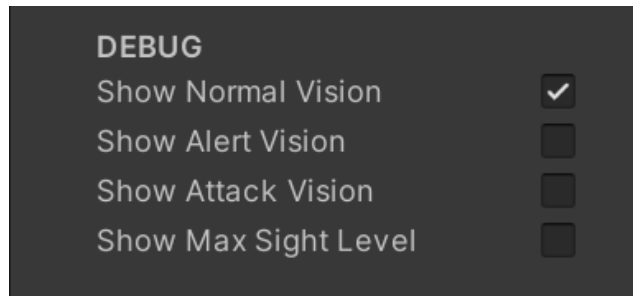 DEBUG
Show Normal Vision
Show Alert Vision
Show Attack Vision
Show Max Sight Level